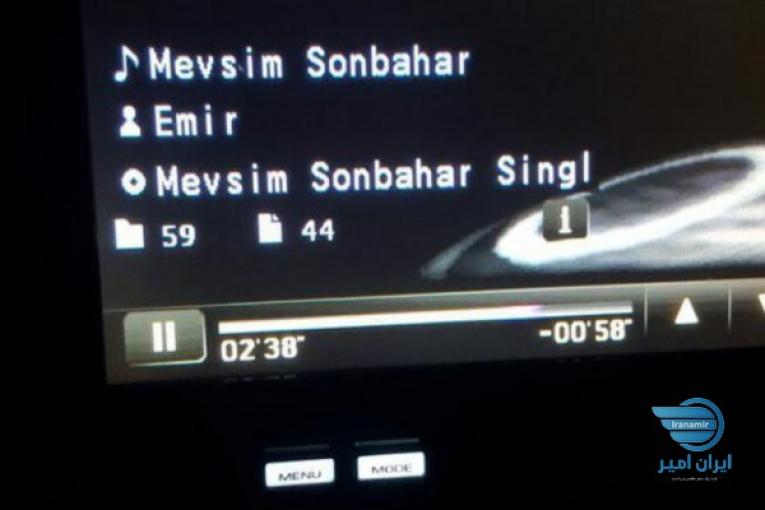 Mevsim Sonbahar
Emir
Mevsim Sonbahar Singl
59 44
i
02'38" -00'58"
MENU MODE
Iranamir
ایران امیر